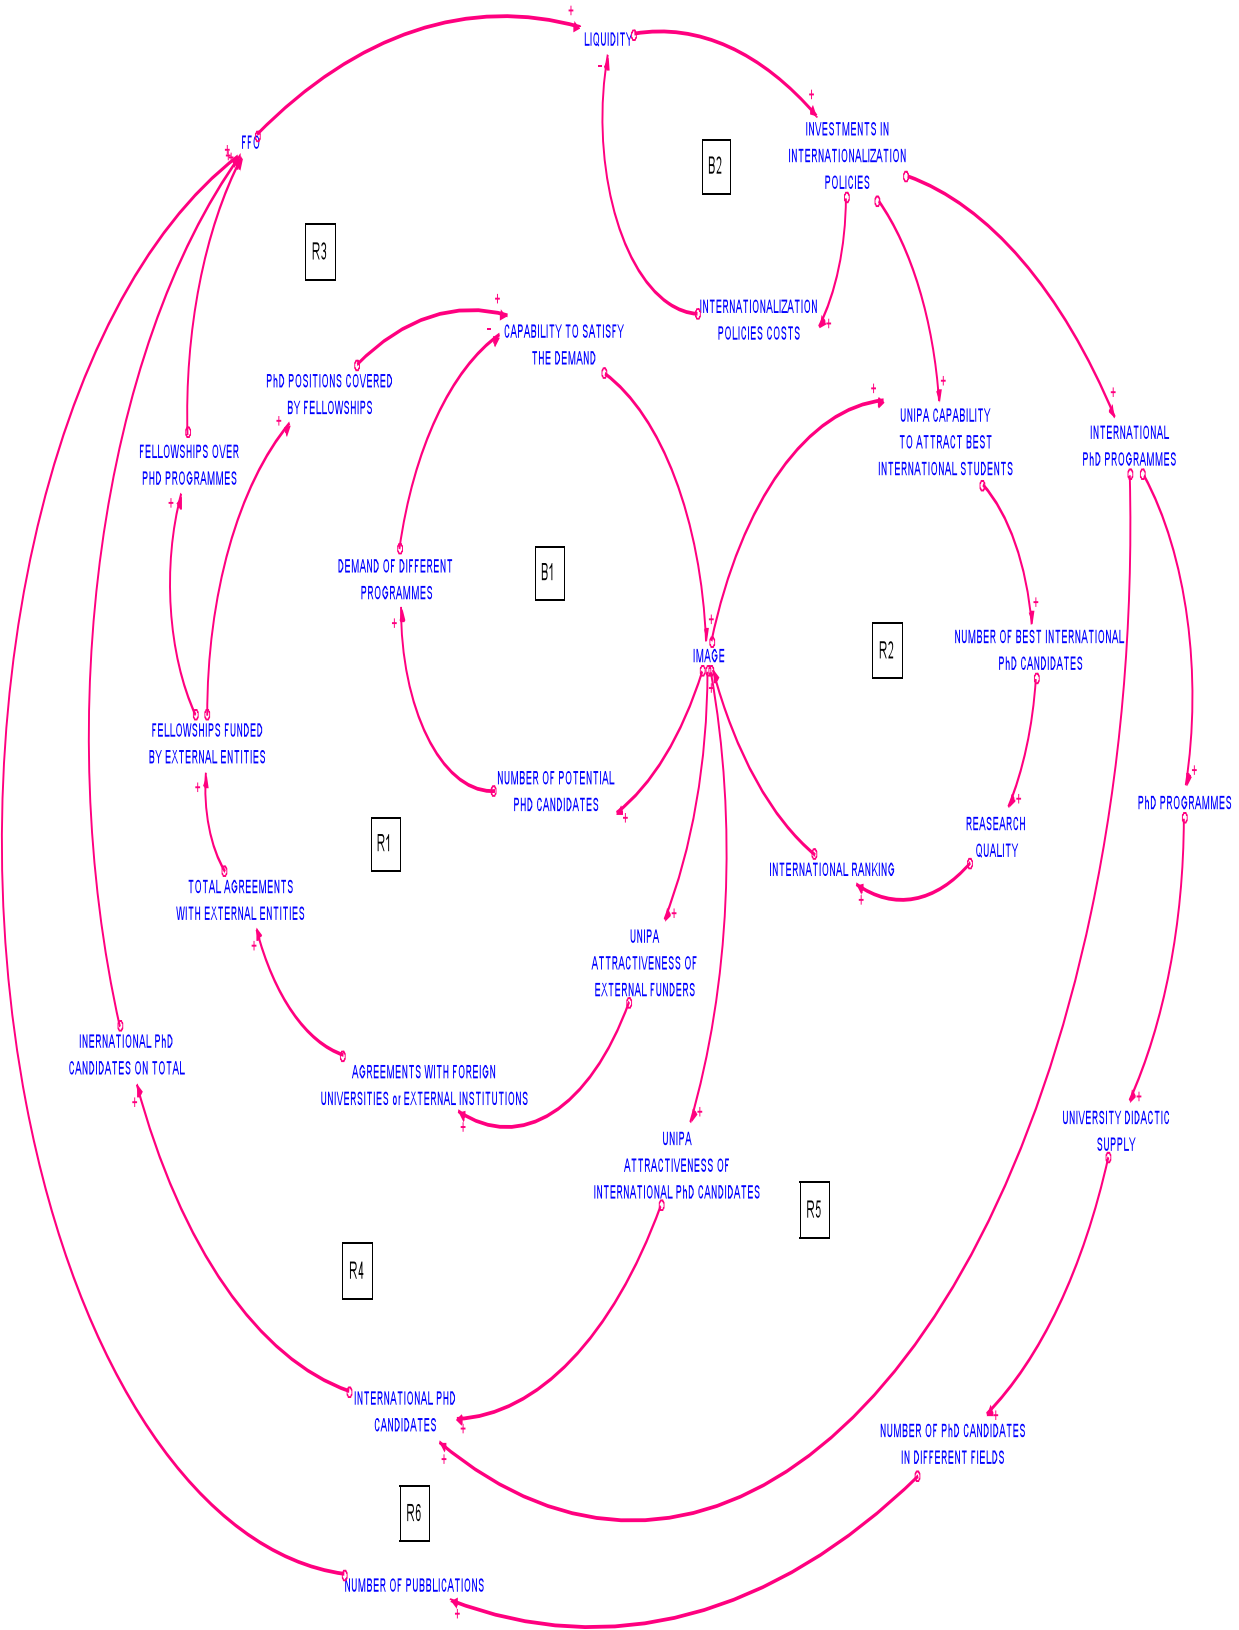 LIQUIDITY
FFO
INVESTMENTS IN
INTERNATIONALIZATION
POLICIES
B2
R3
INTERNATIONALIZATION
POLICIES COSTS
CAPABILITY TO SATISFY
THE DEMAND
PhD POSITIONS COVERED
BY FELLOWSHIPS
UNIPA CAPABILITY
TO ATTRACT BEST
INTERNATIONAL STUDENTS
INTERNATIONAL
PhD PROGRAMMES
FELLOWSHIPS OVER
PHD PROGRAMMES
DEMAND OF DIFFERENT
PROGRAMMES
B1
R2
NUMBER OF BEST INTERNATIONAL
PhD CANDIDATES
IMAGE
FELLOWSHIPS FUNDED
BY EXTERNAL ENTITIES
NUMBER OF POTENTIAL
PHD CANDIDATES
PhD PROGRAMMES
REASEARCH
QUALITY
R1
INTERNATIONAL RANKING
TOTAL AGREEMENTS
WITH EXTERNAL ENTITIES
UNIPA
ATTRACTIVENESS OF
EXTERNAL FUNDERS
INERNATIONAL PhD
CANDIDATES ON TOTAL
AGREEMENTS WITH FOREIGN
UNIVERSITIES or EXTERNAL INSTITUTIONS
UNIVERSITY DIDACTIC
SUPPLY
UNIPA
ATTRACTIVENESS OF
INTERNATIONAL PhD CANDIDATES
R5
R4
INTERNATIONAL PHD
CANDIDATES
NUMBER OF PhD CANDIDATES
IN DIFFERENT FIELDS
R6
NUMBER OF PUBBLICATIONS